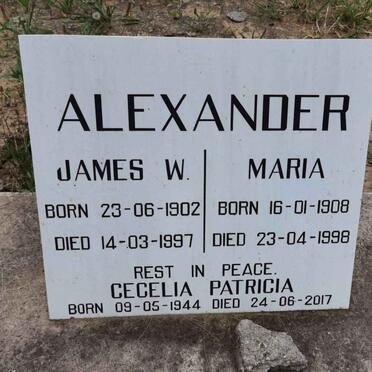 ALEXANDER
JAMES W. MARIA
BORN 23-06-1902 BORN 16-01-1908
DIED 14-03-1997 DIED 23-04-1998
REST IN PEACE.
CECELIA PATRICIA
BORN 09-05-1944 DIED 24-06-2017